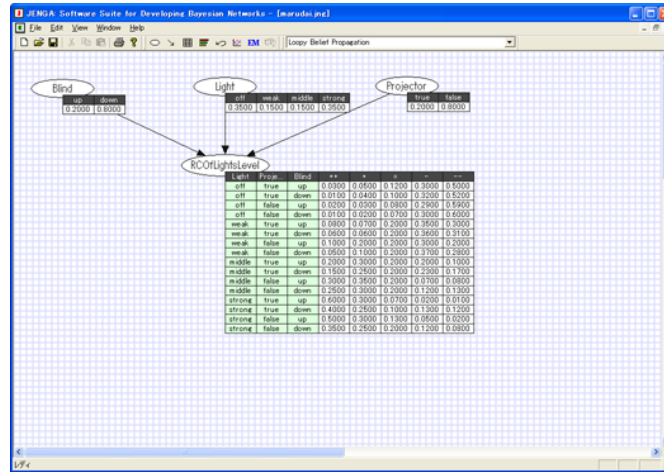 JENGA: Software Suite for Developing Bayesian Networks - [marudai.jng]
File Edit View Window Help
EM Loopy Belief Propagation
Blind
up down
0.2000 0.8000
Light
off weak middle strong
0.3500 0.1500 0.1500 0.3500
Projector
true false
0.2000 0.8000
RCOfLightsLevel
Light Proje... Blind ++ + ± - --
off true up 0.0300 0.0500 0.1200 0.3000 0.5000
off true down 0.0100 0.0400 0.1000 0.3200 0.5200
off false up 0.0200 0.0300 0.0800 0.2900 0.5900
off false down 0.0100 0.0200 0.0700 0.3000 0.6000
weak true up 0.0800 0.0700 0.2000 0.3500 0.3000
weak true down 0.0600 0.0600 0.2000 0.3600 0.3100
weak false up 0.1000 0.2000 0.2000 0.3000 0.2000
weak false down 0.0500 0.1000 0.2000 0.3700 0.2800
middle true up 0.2000 0.3000 0.2000 0.2000 0.1000
middle true down 0.1500 0.2500 0.2000 0.2300 0.1700
middle false up 0.3000 0.3500 0.2000 0.0700 0.0800
middle false down 0.2500 0.3000 0.2000 0.1200 0.1300
strong true up 0.6000 0.3000 0.0700 0.0200 0.0100
strong true down 0.4000 0.2500 0.1000 0.1300 0.1200
strong false up 0.5000 0.3000 0.1300 0.0500 0.0200
strong false down 0.3500 0.2500 0.2000 0.1200 0.0800
レディ